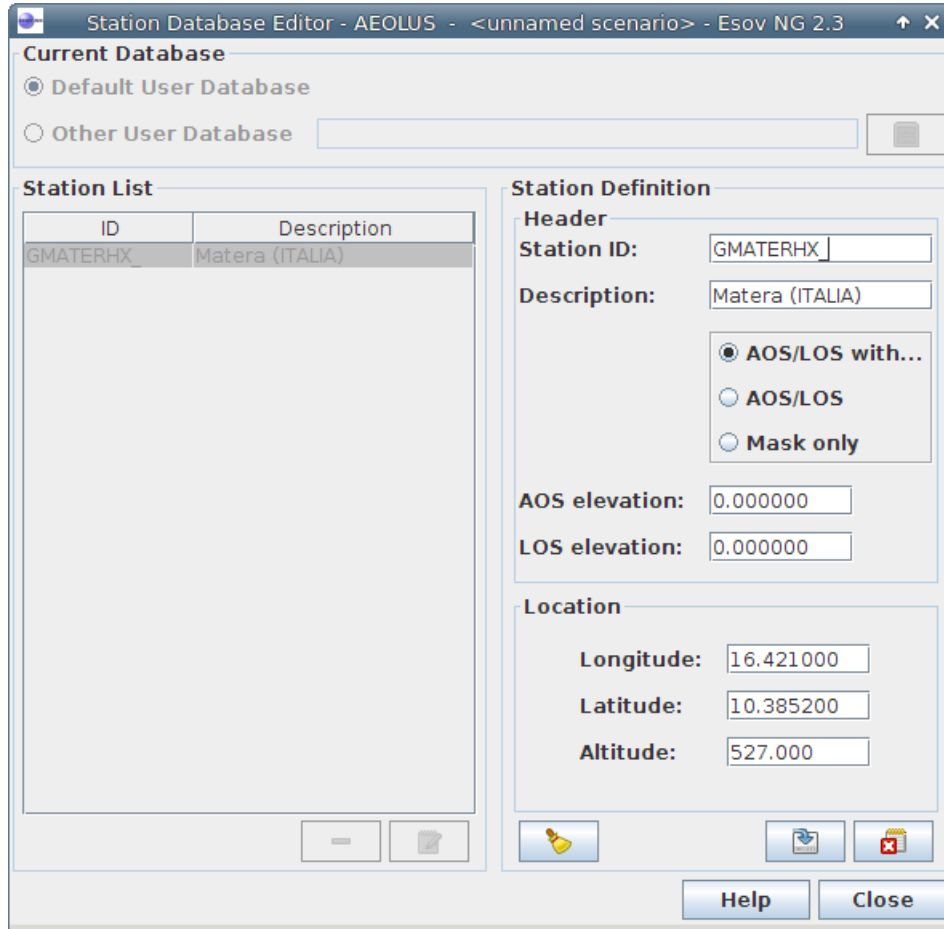 Station Database Editor - AEOLUS - <unnamed scenario> - Esov NG 2.3
Current Database
Default User Database
Other User Database
Station List
ID Description
GMATERHX_ Matera (ITALIA)
Station Definition
Header
Station ID: GMATERHX_
Description: Matera (ITALIA)
AOS/LOS with...
AOS/LOS
Mask only
AOS elevation: 0.000000
LOS elevation: 0.000000
Location
Longitude: 16.421000
Latitude: 10.385200
Altitude: 527.000
Help Close